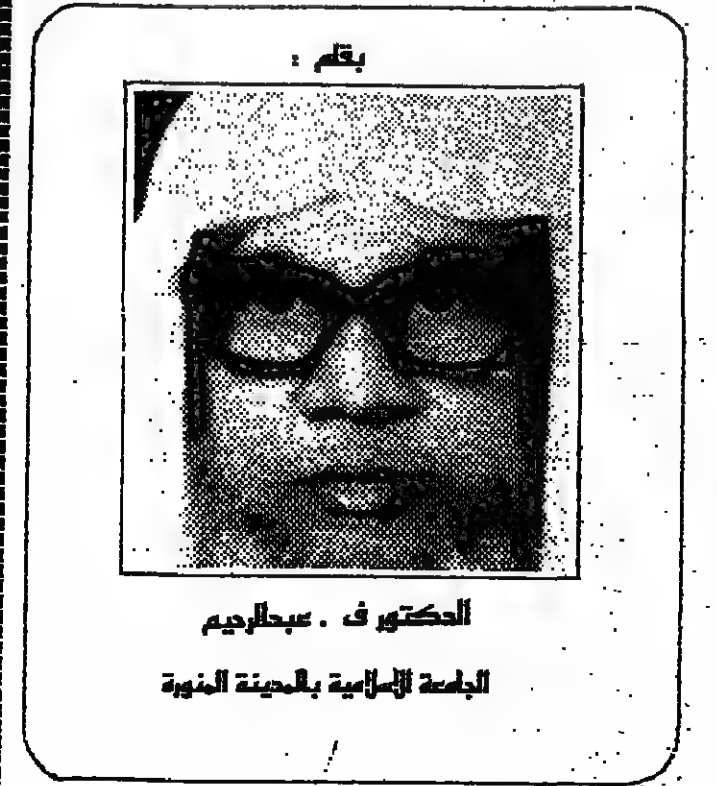 بقلم :
الدكتور ف . عبدالرحيم
الجامعة الإسلامية بالمدينة المنورة